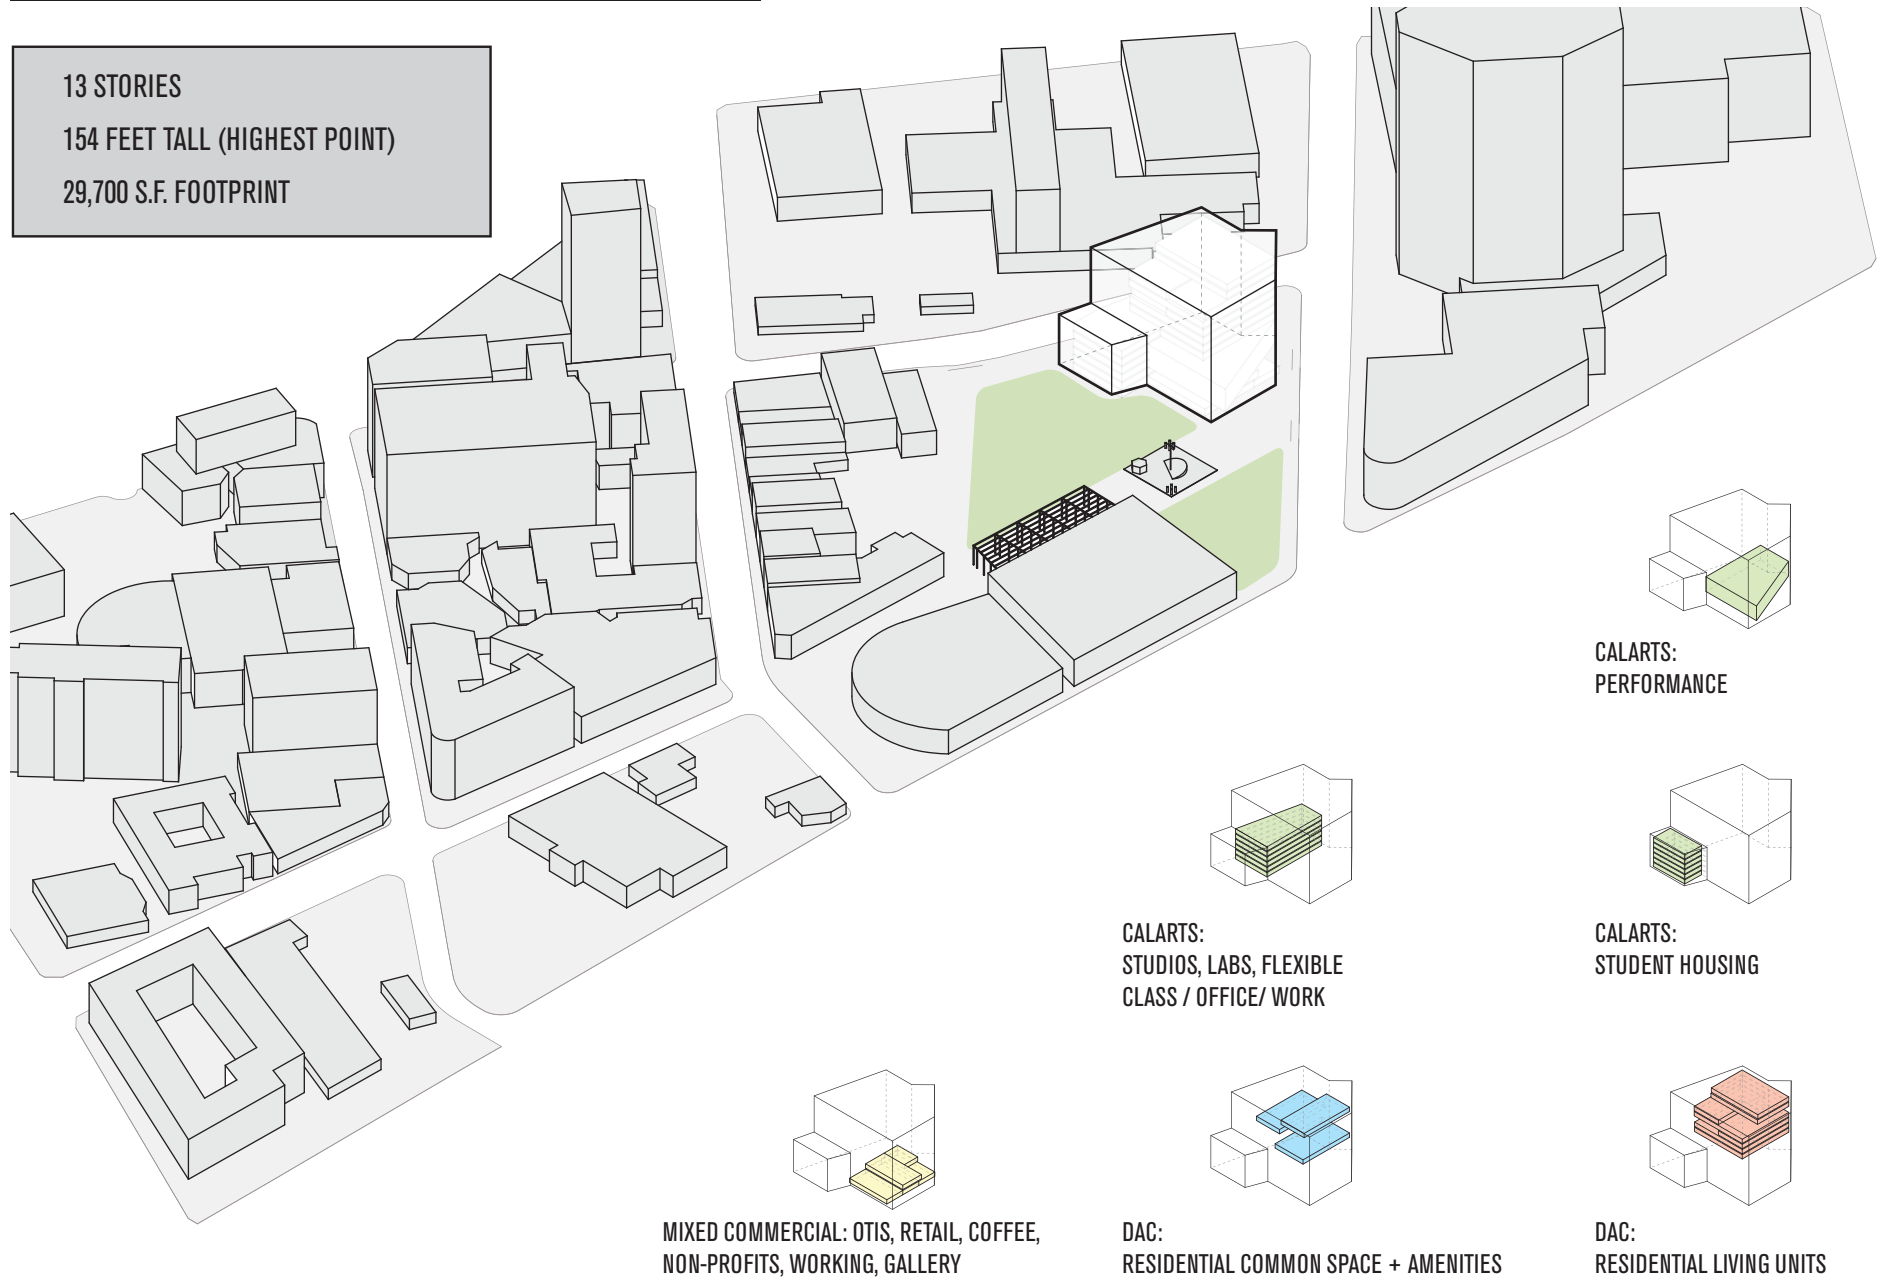 13 STORIES
154 FEET TALL (HIGHEST POINT)
29,700 S.F. FOOTPRINT
CALARTS:
PERFORMANCE
CALARTS:
STUDIOS, LABS, FLEXIBLE
CLASS / OFFICE/ WORK
CALARTS:
STUDENT HOUSING
MIXED COMMERCIAL: OTIS, RETAIL, COFFEE,
NON-PROFITS, WORKING, GALLERY
DAC:
RESIDENTIAL COMMON SPACE + AMENITIES
DAC:
RESIDENTIAL LIVING UNITS